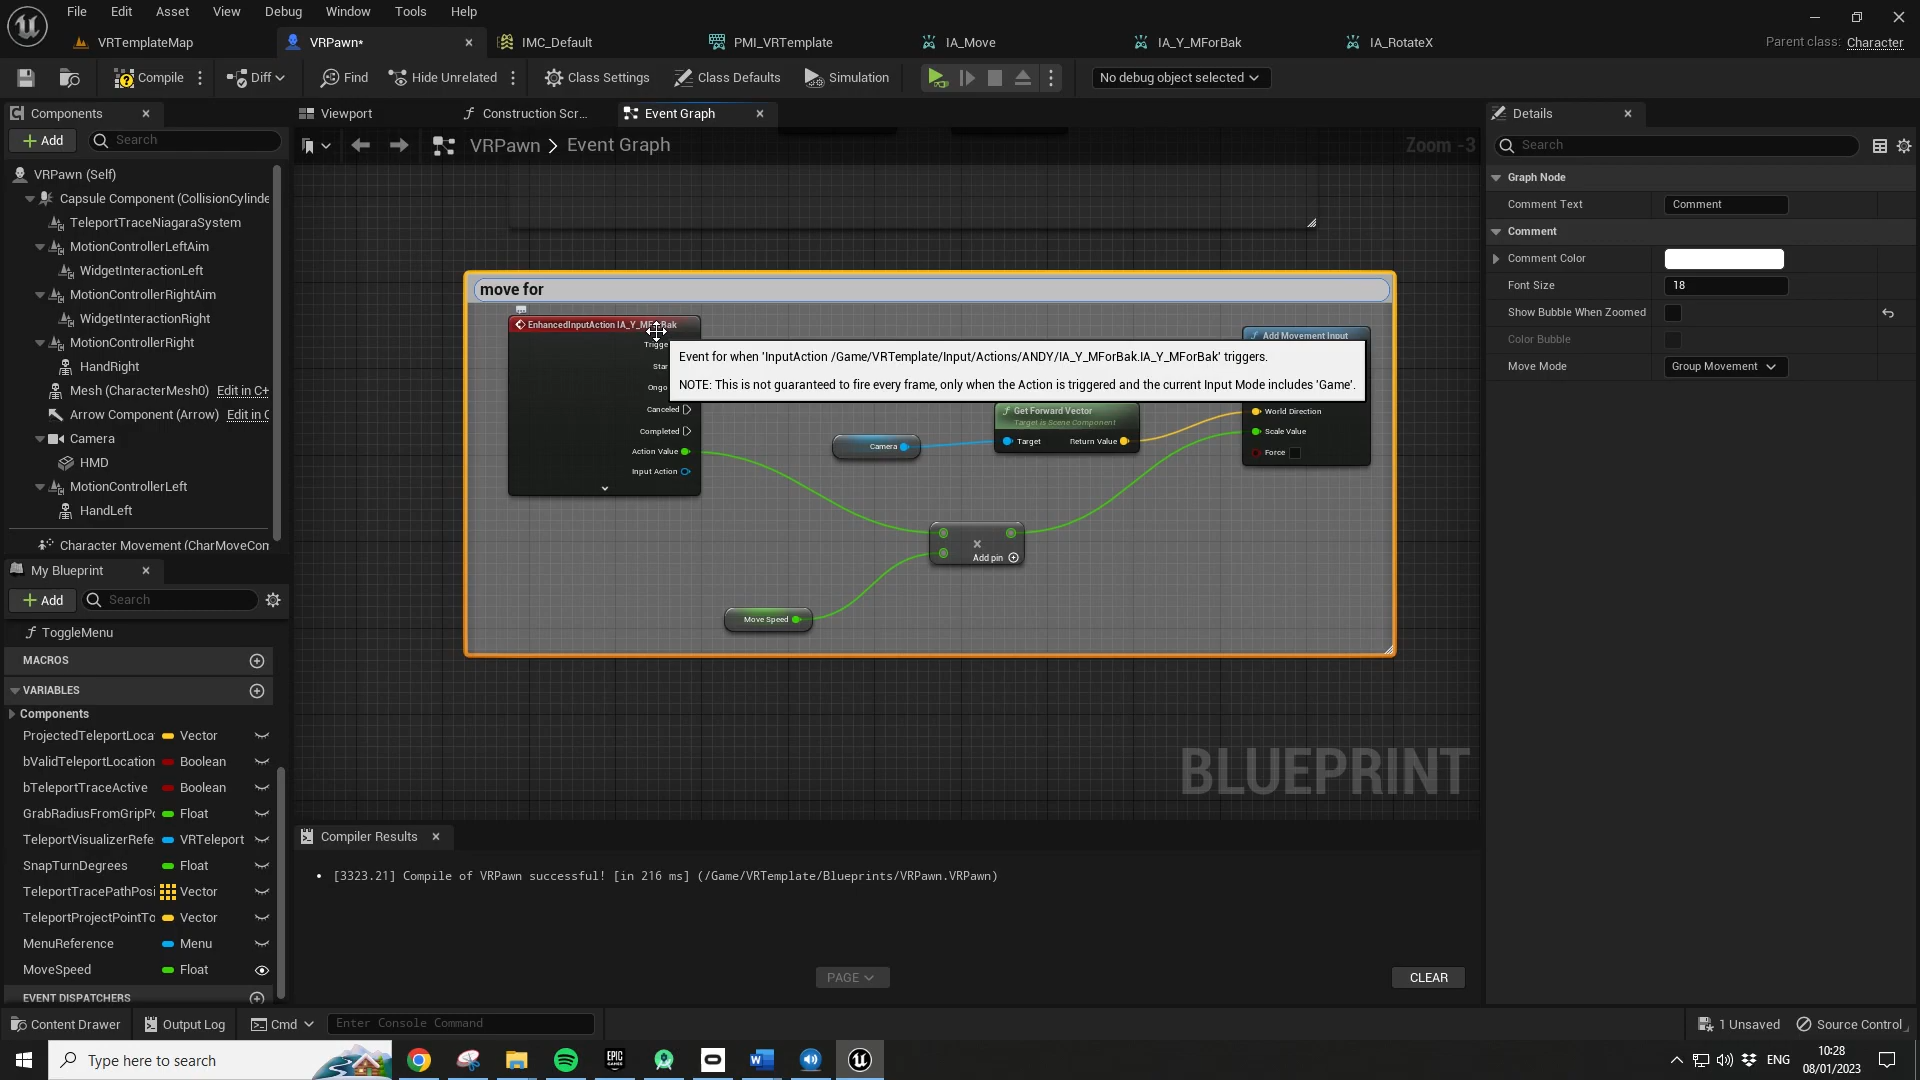 File Edit Asset View Debug Window Tools Help
VRTemplateMap VRPawn* IMC_Default PMI_VRTemplate IA_Move IA_Y_MForBak IA_RotateX Parent class: Character
Compile Diff Find Hide Unrelated Class Settings Class Defaults Simulation No debug object selected
Components
Add Search
VRPawn (Self)
Capsule Component (CollisionCylinde
TeleportTraceNiagaraSystem
MotionControllerLeftAim
WidgetInteractionLeft
MotionControllerRightAim
WidgetInteractionRight
MotionControllerRight
HandRight
Mesh (CharacterMesh0) Edit in C+
Arrow Component (Arrow) Edit in C
Camera
HMD
MotionControllerLeft
HandLeft
Character Movement (CharMoveCon
My Blueprint
Add Search
ToggleMenu
MACROS
VARIABLES
Components
ProjectedTeleportLoca Vector
bValidTeleportLocation Boolean
bTeleportTraceActive Boolean
GrabRadiusFromGripPo Float
TeleportVisualizerRefe VRTeleport
SnapTurnDegrees Float
TeleportTracePathPosi Vector
TeleportProjectPointTo Vector
MenuReference Menu
MoveSpeed Float
EVENT DISPATCHERS
Viewport Construction Scr... Event Graph
VRPawn > Event Graph Zoom -3
move for
EnhancedInputAction IA_Y_MForBak
Trigge
Star
Ongo
Canceled
Completed
Action Value
Input Action
Event for when 'InputAction /Game/VRTemplate/Input/Actions/ANDY/IA_Y_MForBak.IA_Y_MForBak' triggers.
NOTE: This is not guaranteed to fire every frame, only when the Action is triggered and the current Input Mode includes 'Game'.
Camera
Get Forward Vector
Target is Scene Component
Target Return Value
Add Movement Input
World Direction
Scale Value
Force
x
Add pin
Move Speed
BLUEPRINT
Compiler Results
[3323.21] Compile of VRPawn successful! [in 216 ms] (/Game/VRTemplate/Blueprints/VRPawn.VRPawn)
PAGE
CLEAR
Details
Search
Graph Node
Comment Text Comment
Comment
Comment Color
Font Size 18
Show Bubble When Zoomed
Color Bubble
Move Mode Group Movement
Content Drawer Output Log Cmd Enter Console Command 1 Unsaved Source Control
Type here to search
EPIC GAMES
ENG
10:28
08/01/2023